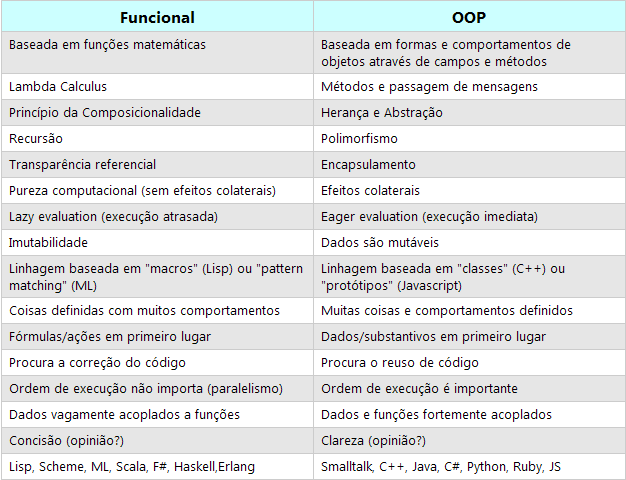 Funcional OOP
Baseada em funções matemáticas Baseada em formas e comportamentos de
objetos através de campos e métodos
Lambda Calculus Métodos e passagem de mensagens
Princípio da Composicionalidade Herança e Abstração
Recursão Polimorfismo
Transparência referencial Encapsulamento
Pureza computacional (sem efeitos colaterais) Efeitos colaterais
Lazy evaluation (execução atrasada) Eager evaluation (execução imediata)
Imutabilidade Dados são mutáveis
Linhagem baseada em "macros" (Lisp) ou "pattern Linhagem baseada em "classes" (C++) ou
matching" (ML) "protótipos" (Javascript)
Coisas definidas com muitos comportamentos Muitas coisas e comportamentos definidos
Fórmulas/ações em primeiro lugar Dados/substantivos em primeiro lugar
Procura a correção do código Procura o reuso de código
Ordem de execução não importa (paralelismo) Ordem de execução é importante
Dados vagamente acoplados a funções Dados e funções fortemente acoplados
Concisão (opinião?) Clareza (opinião?)
Lisp, Scheme, ML, Scala, F#, Haskell,Erlang Smalltalk, C++, Java, C#, Python, Ruby, JS